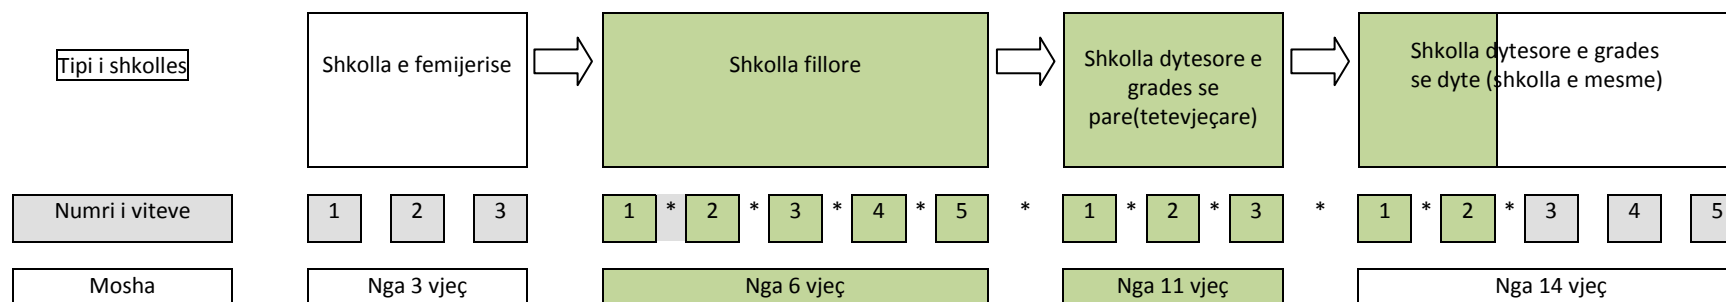 Tipi i shkolles
Shkolla e femijerise
Shkolla fillore
Shkolla dytesore e
grades se
pare(tetevjeçare)
Shkolla dytesore e grades
se dyte (shkolla e mesme)
Numri i viteve
1 2 3
1 * 2 * 3 * 4 * 5 * 1 * 2 * 3 * 1 * 2 * 3 4 5
Mosha
Nga 3 vjeç
Nga 6 vjeç
Nga 11 vjeç
Nga 14 vjeç